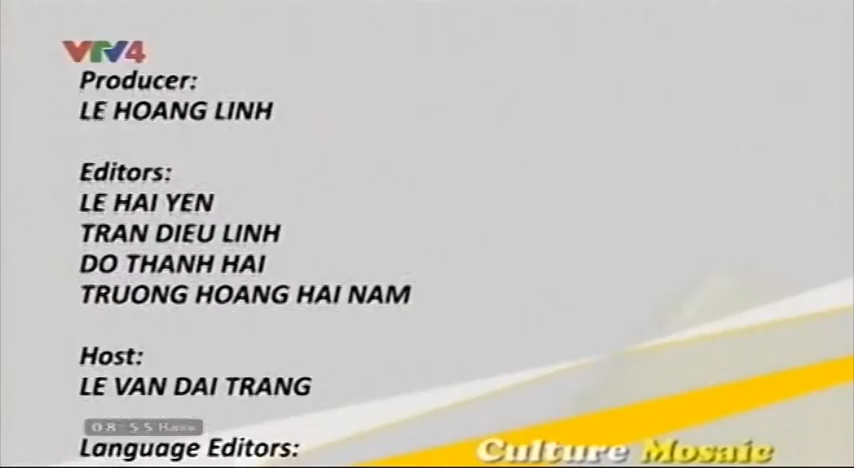 VTV4
Producer:
LE HOANG LINH
Editors:
LE HAI YEN
TRAN DIEU LINH
DO THANH HAI
TRUONG HOANG HAI NAM
Host:
LE VAN DAI TRANG
08:55 Hanoi
Language Editors:
Culture Mosaic